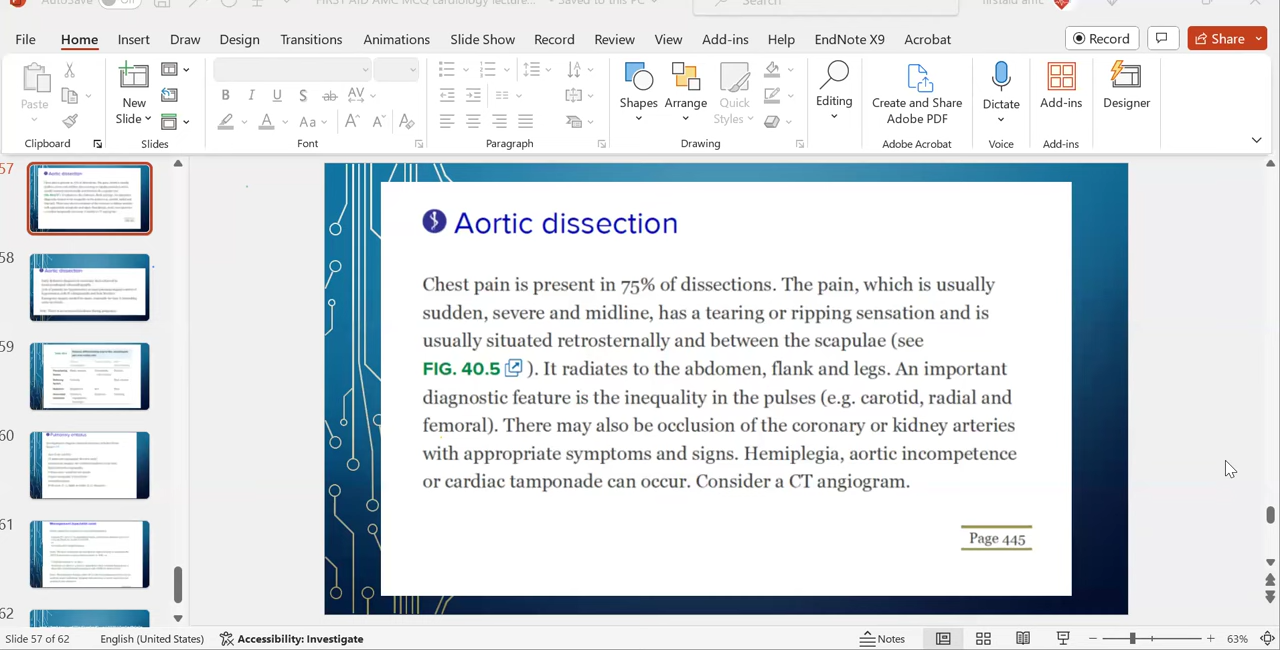 AutoSave Off FIRST AID AMC MCQ cardiology lecture... - Saved to this PC Search firstaid amc
File Home Insert Draw Design Transitions Animations Slide Show Record Review View Add-ins Help EndNote X9 Acrobat Record Share
Paste New Slide B I U S ab AV Aa A A Shapes Arrange Quick Styles Editing Create and Share Adobe PDF Dictate Add-ins Designer
Clipboard Slides Font Paragraph Drawing Adobe Acrobat Voice Add-ins
57
58
59
60
61
62
Aortic dissection
Chest pain is present in 75% of dissections. The pain, which is usually
sudden, severe and midline, has a tearing or ripping sensation and is
usually situated retrosternally and between the scapulae (see
FIG. 40.5 ). It radiates to the abdomen, flank and legs. An important
diagnostic feature is the inequality in the pulses (e.g. carotid, radial and
femoral). There may also be occlusion of the coronary or kidney arteries
with appropriate symptoms and signs. Hemiplegia, aortic incompetence
or cardiac tamponade can occur. Consider a CT angiogram.
Page 445
Slide 57 of 62 English (United States) Accessibility: Investigate Notes 63%